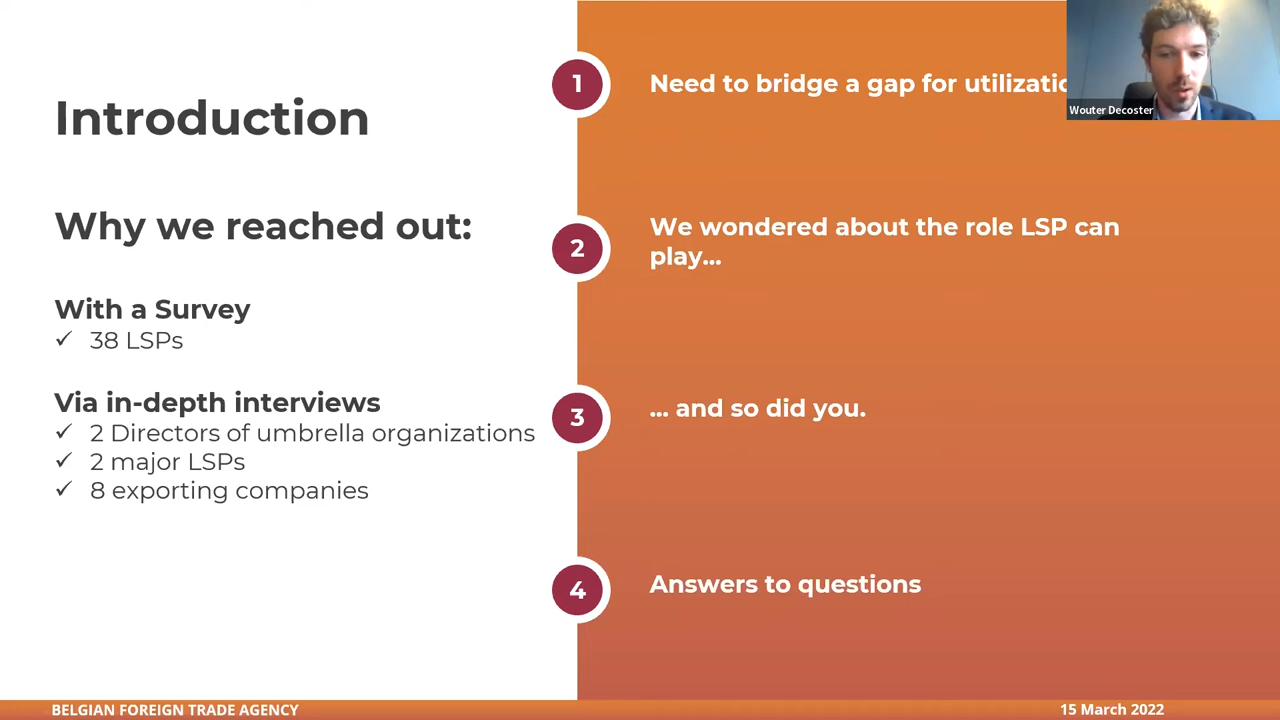 Introduction
Why we reached out:
With a Survey
✓ 38 LSPs
Via in-depth interviews
✓ 2 Directors of umbrella organizations
✓ 2 major LSPs
✓ 8 exporting companies
1
Need to bridge a gap for
2
We wondered about the role LSP can
play...
3
... and so did you.
4
Answers to questions
Wouter Decoster
BELGIAN FOREIGN TRADE AGENCY
15 March 2022